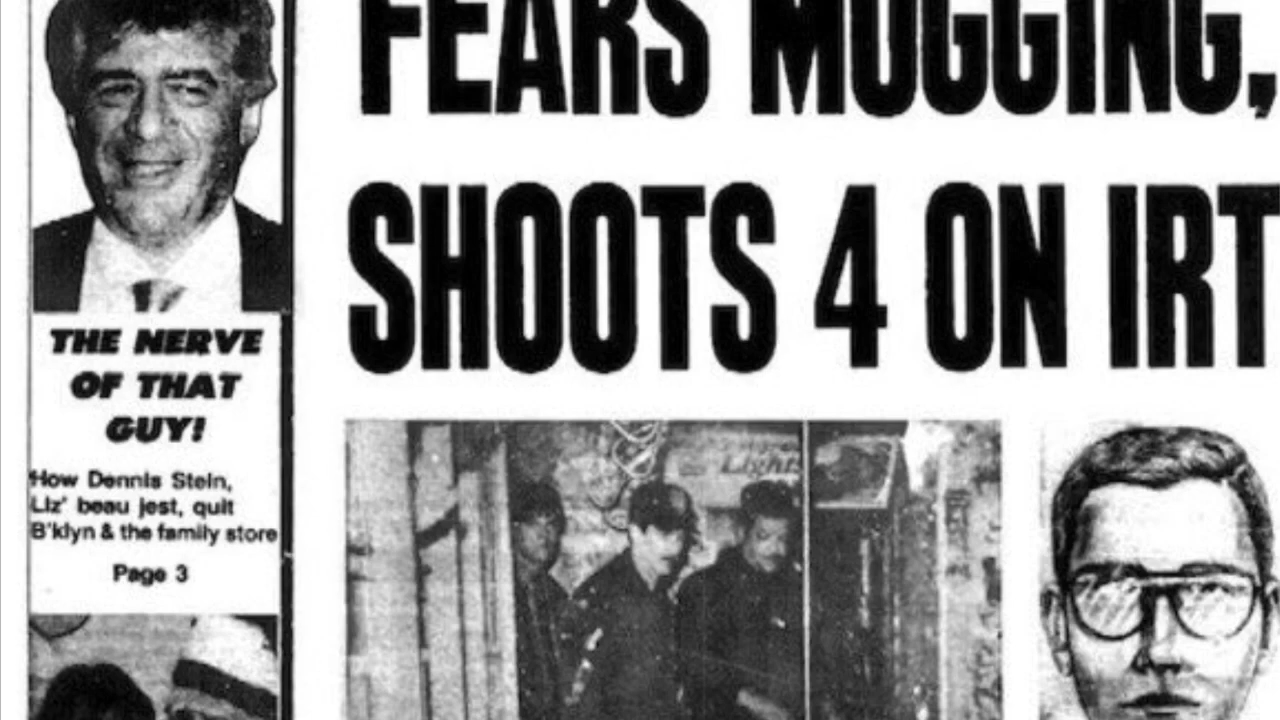 FEARS MUGGING,
SHOOTS 4 ON IRT
THE NERVE
OF THAT
GUY!
How Dennis Stein,
Liz' beau jest, quit
B'klyn & the family store
Page 3
Lights